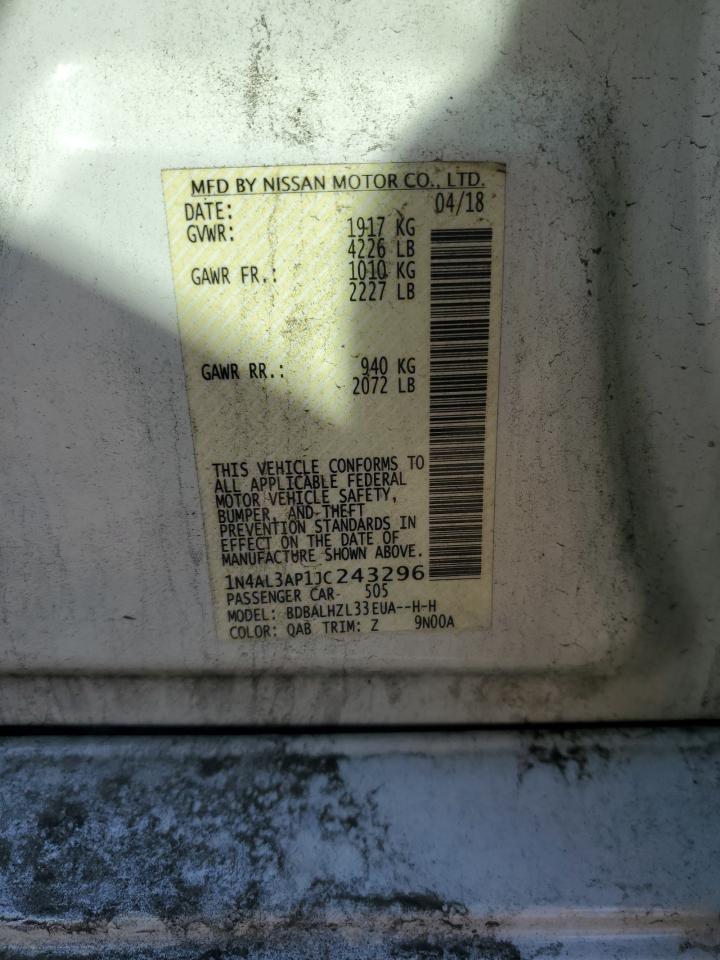 MFD BY NISSAN MOTOR CO., LTD.
DATE: 04/18
GVWR: 1917 KG
4226 LB
GAWR FR.: 1010 KG
2227 LB
GAWR RR.: 940 KG
2072 LB
THIS VEHICLE CONFORMS TO
ALL APPLICABLE FEDERAL
MOTOR VEHICLE SAFETY,
BUMPER, AND THEFT
PREVENTION STANDARDS IN
EFFECT ON THE DATE OF
MANUFACTURE SHOWN ABOVE.
1N4AL3AP1JC243296
PASSENGER CAR 505
MODEL: BDBALHZL33EUA--H-H
COLOR: QAB TRIM: Z 9N00A